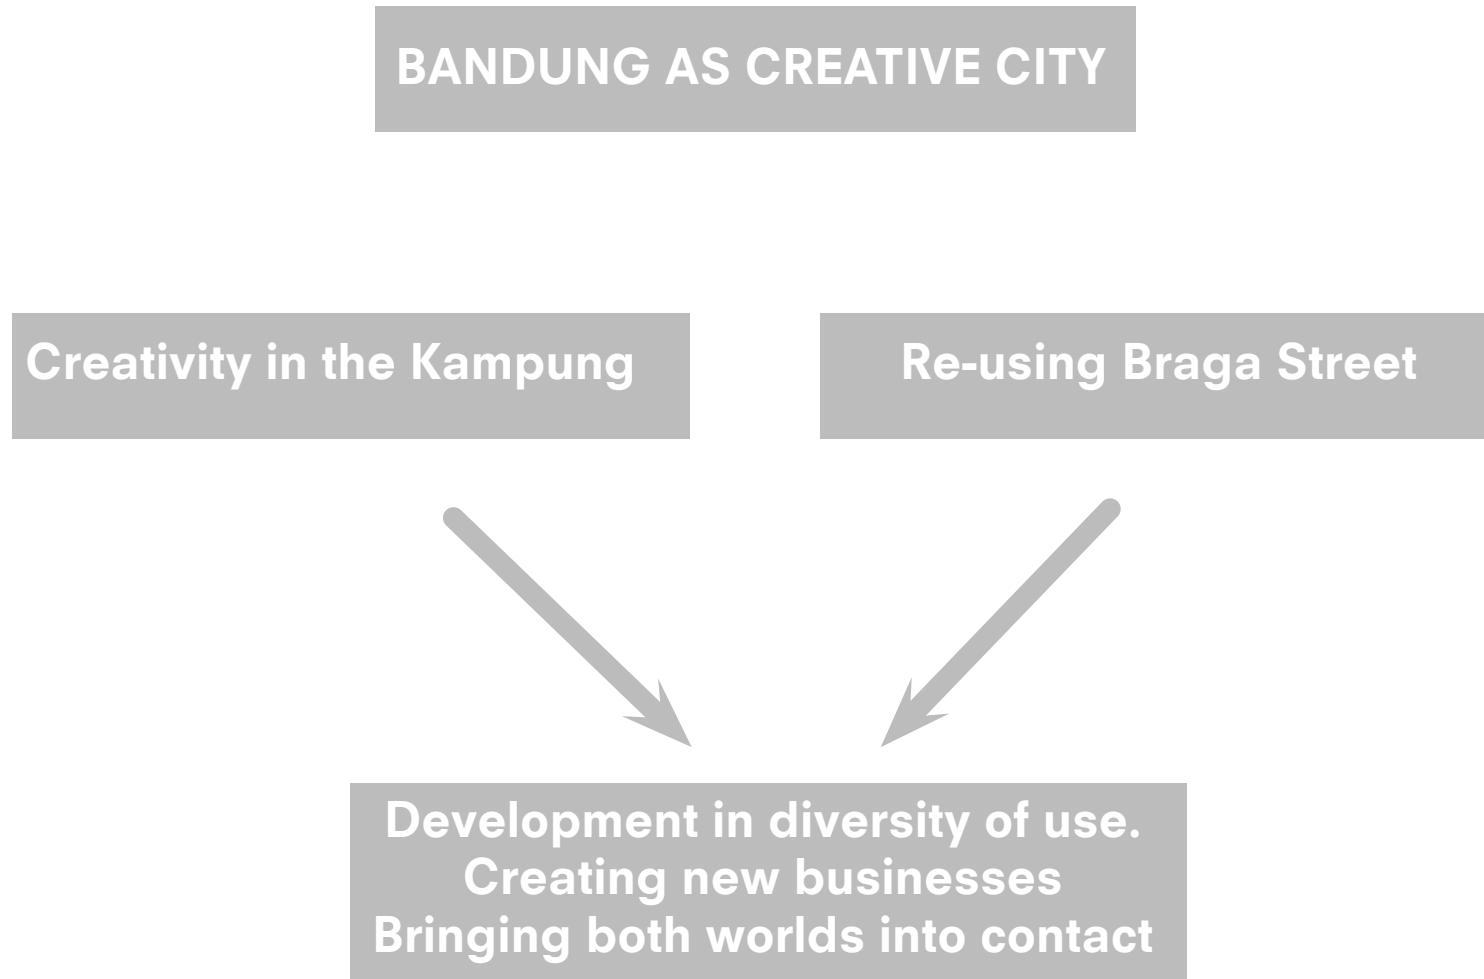 BANDUNG AS CREATIVE CITY
Creativity in the Kampung
Re-using Braga Street
Development in diversity of use.
Creating new businesses
Bringing both worlds into contact